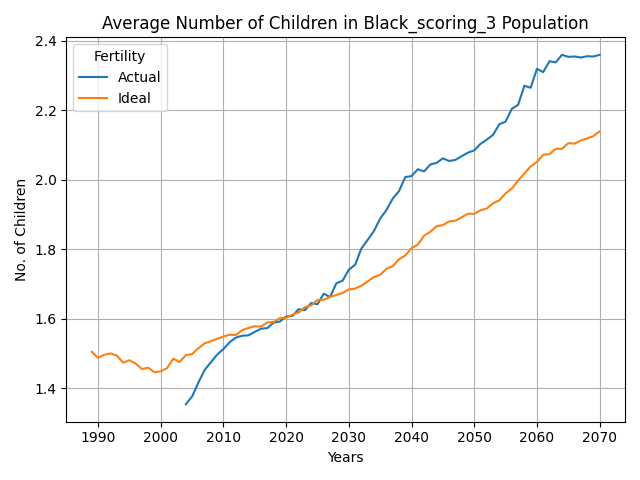 Average Number of Children in Black_scoring_3 Population
Fertility
Actual
Ideal
No. of Children
2.4
2.2
2.0
1.8
1.6
1.4
1990 2000 2010 2020 2030 2040 2050 2060 2070
Years